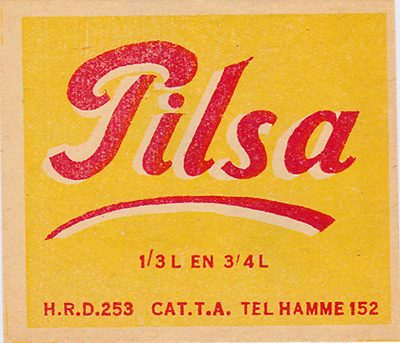 Pilsa
1/3 L EN 3/4 L
H.R.D.253 CAT.T.A. TEL HAMME 152